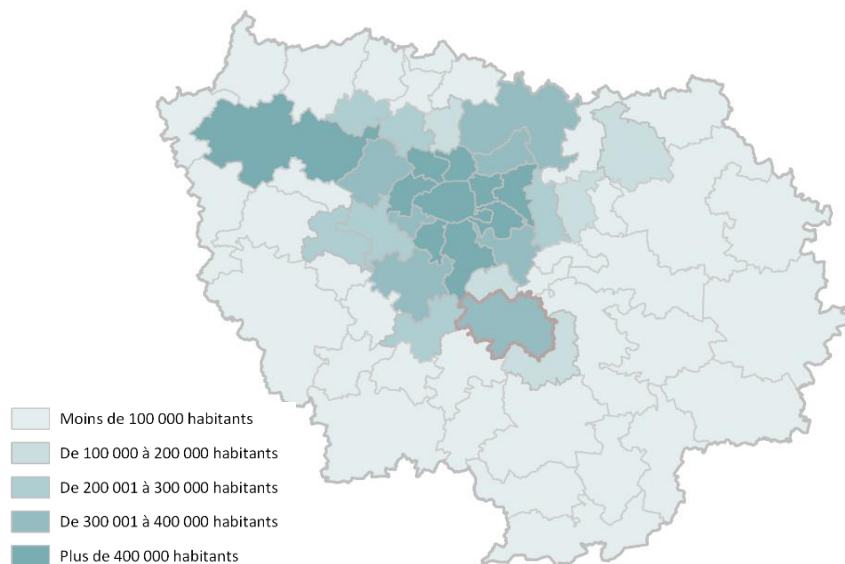 Moins de 100 000 habitants
De 100 000 à 200 000 habitants
De 200 001 à 300 000 habitants
De 300 001 à 400 000 habitants
Plus de 400 000 habitants